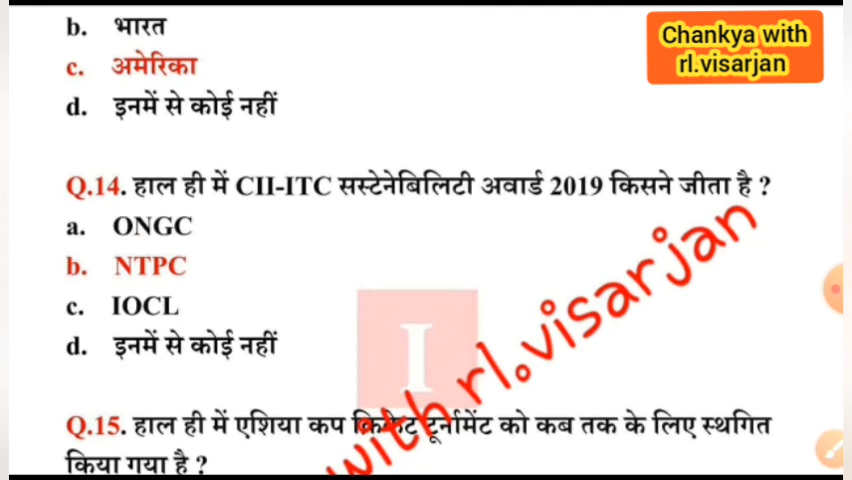 b. भारत
Chankya with
rl.visarjan
c. अमेरिका
d. इनमें से कोई नहीं
Q.14. हाल ही में CII-ITC सस्टेनेबिलिटी अवार्ड 2019 किसने जीता है ?
a. ONGC
b. NTPC
c. IOCL
d. इनमें से कोई नहीं
I
with rl.visarjan
Q.15. हाल ही में एशिया कप क्रिकेट टूर्नामेंट को कब तक के लिए स्थगित
किया गया है ?